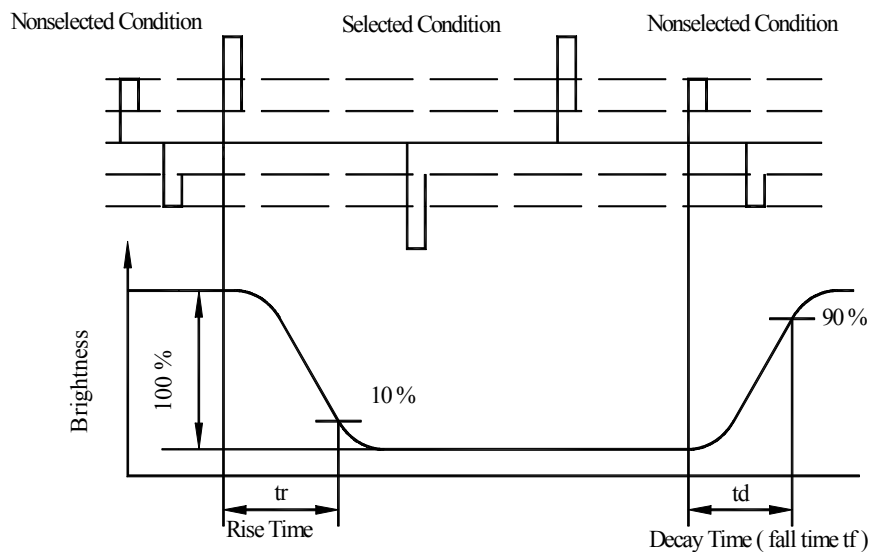 Nonselected Condition
Selected Condition
Nonselected Condition
Brightness
100 %
10 %
90 %
tr
td
Rise Time
Decay Time ( fall time tf )